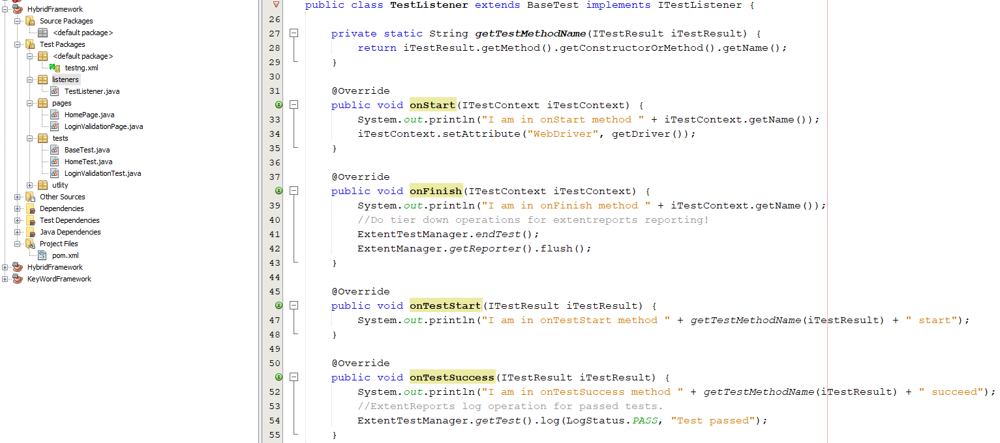 HybridFramework
Source Packages
<default package>
Test Packages
<default package>
testng.xml
listeners
TestListener.java
pages
HomePage.java
LoginValidationPage.java
tests
BaseTest.java
HomeTest.java
LoginValidationTest.java
utlity
Other Sources
Dependencies
Test Dependencies
Java Dependencies
Project Files
pom.xml
HybridFramework
KeyWordFramework
public class TestListener extends BaseTest implements ITestListener {
26
27 private static String getTestMethodName(ITestResult iTestResult) {
28 return iTestResult.getMethod().getConstructorOrMethod().getName();
29 }
30
31 @Override
public void onStart(ITestContext iTestContext) {
33 System.out.println("I am in onStart method " + iTestContext.getName());
34 iTestContext.setAttribute("WebDriver", getDriver());
35 }
36
37 @Override
public void onFinish(ITestContext iTestContext) {
39 System.out.println("I am in onFinish method " + iTestContext.getName());
40 //Do tier down operations for extentreports reporting!
41 ExtentTestManager.endTest();
42 ExtentManager.getReporter().flush();
43 }
44
45 @Override
public void onTestStart(ITestResult iTestResult) {
47 System.out.println("I am in onTestStart method " + getTestMethodName(iTestResult) + " start");
48 }
49
50 @Override
public void onTestSuccess(ITestResult iTestResult) {
52 System.out.println("I am in onTestSuccess method " + getTestMethodName(iTestResult) + " succeed");
53 //ExtentReports log operation for passed tests.
54 ExtentTestManager.getTest().log(LogStatus.PASS, "Test passed");
55 }